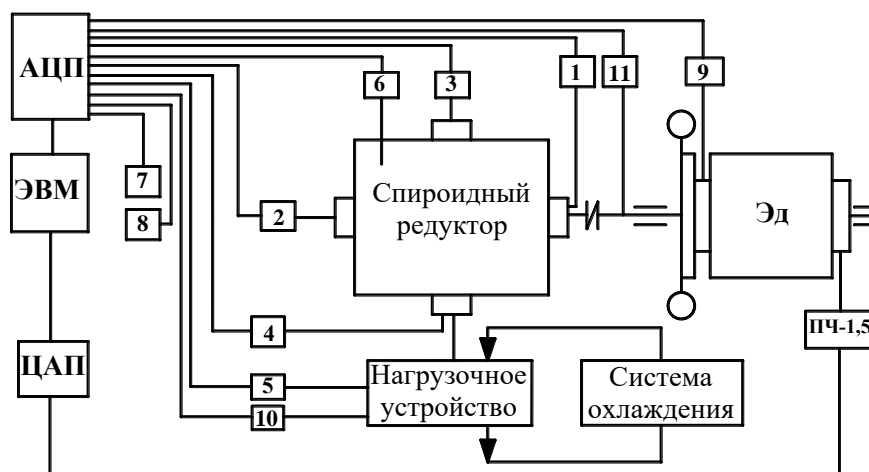 АЦП
ЭВМ
ЦАП
6
3
1
11
9
7
8
2
4
5
10
Спироидный
редуктор
Эд
ПЧ-1,5
Нагрузочное
устройство
Система
охлаждения